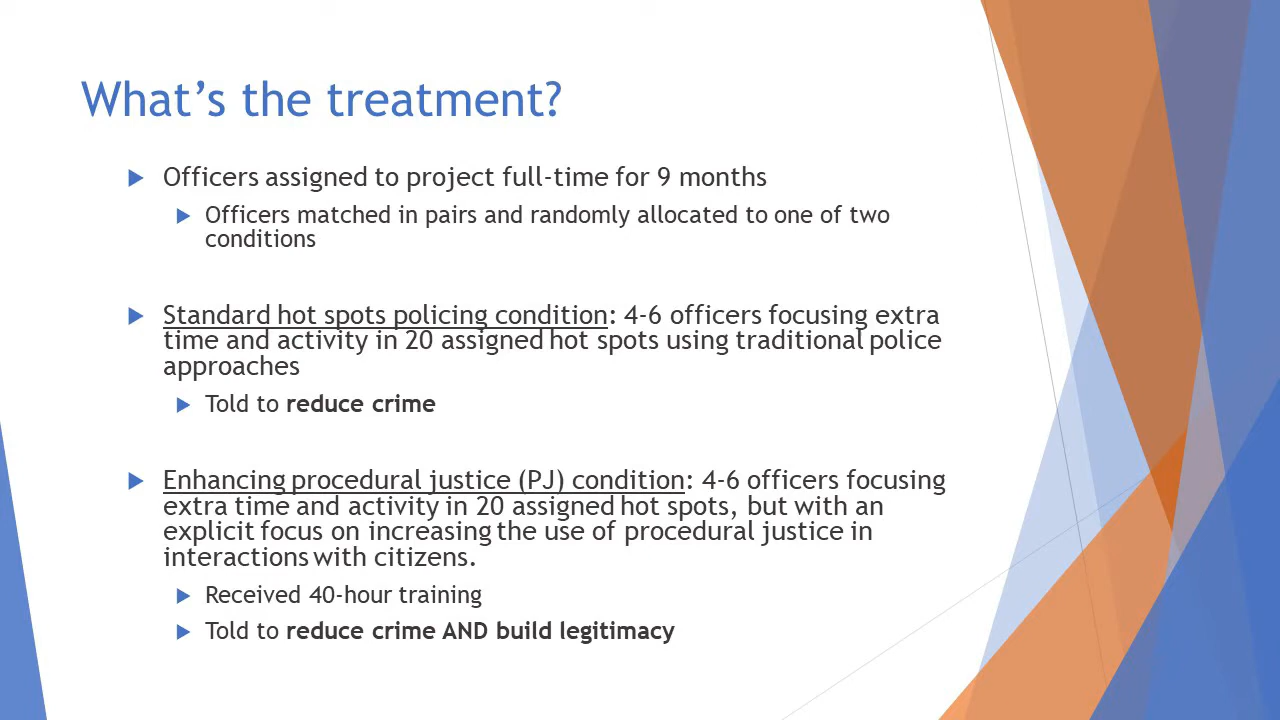 What's the treatment?
Officers assigned to project full-time for 9 months
Officers matched in pairs and randomly allocated to one of two
conditions
Standard hot spots policing condition: 4-6 officers focusing extra
time and activity in 20 assigned hot spots using traditional police
approaches
Told to reduce crime
Enhancing procedural justice (PJ) condition: 4-6 officers focusing
extra time and activity in 20 assigned hot spots, but with an
explicit focus on increasing the use of procedural justice in
interactions with citizens.
Received 40-hour training
Told to reduce crime AND build legitimacy